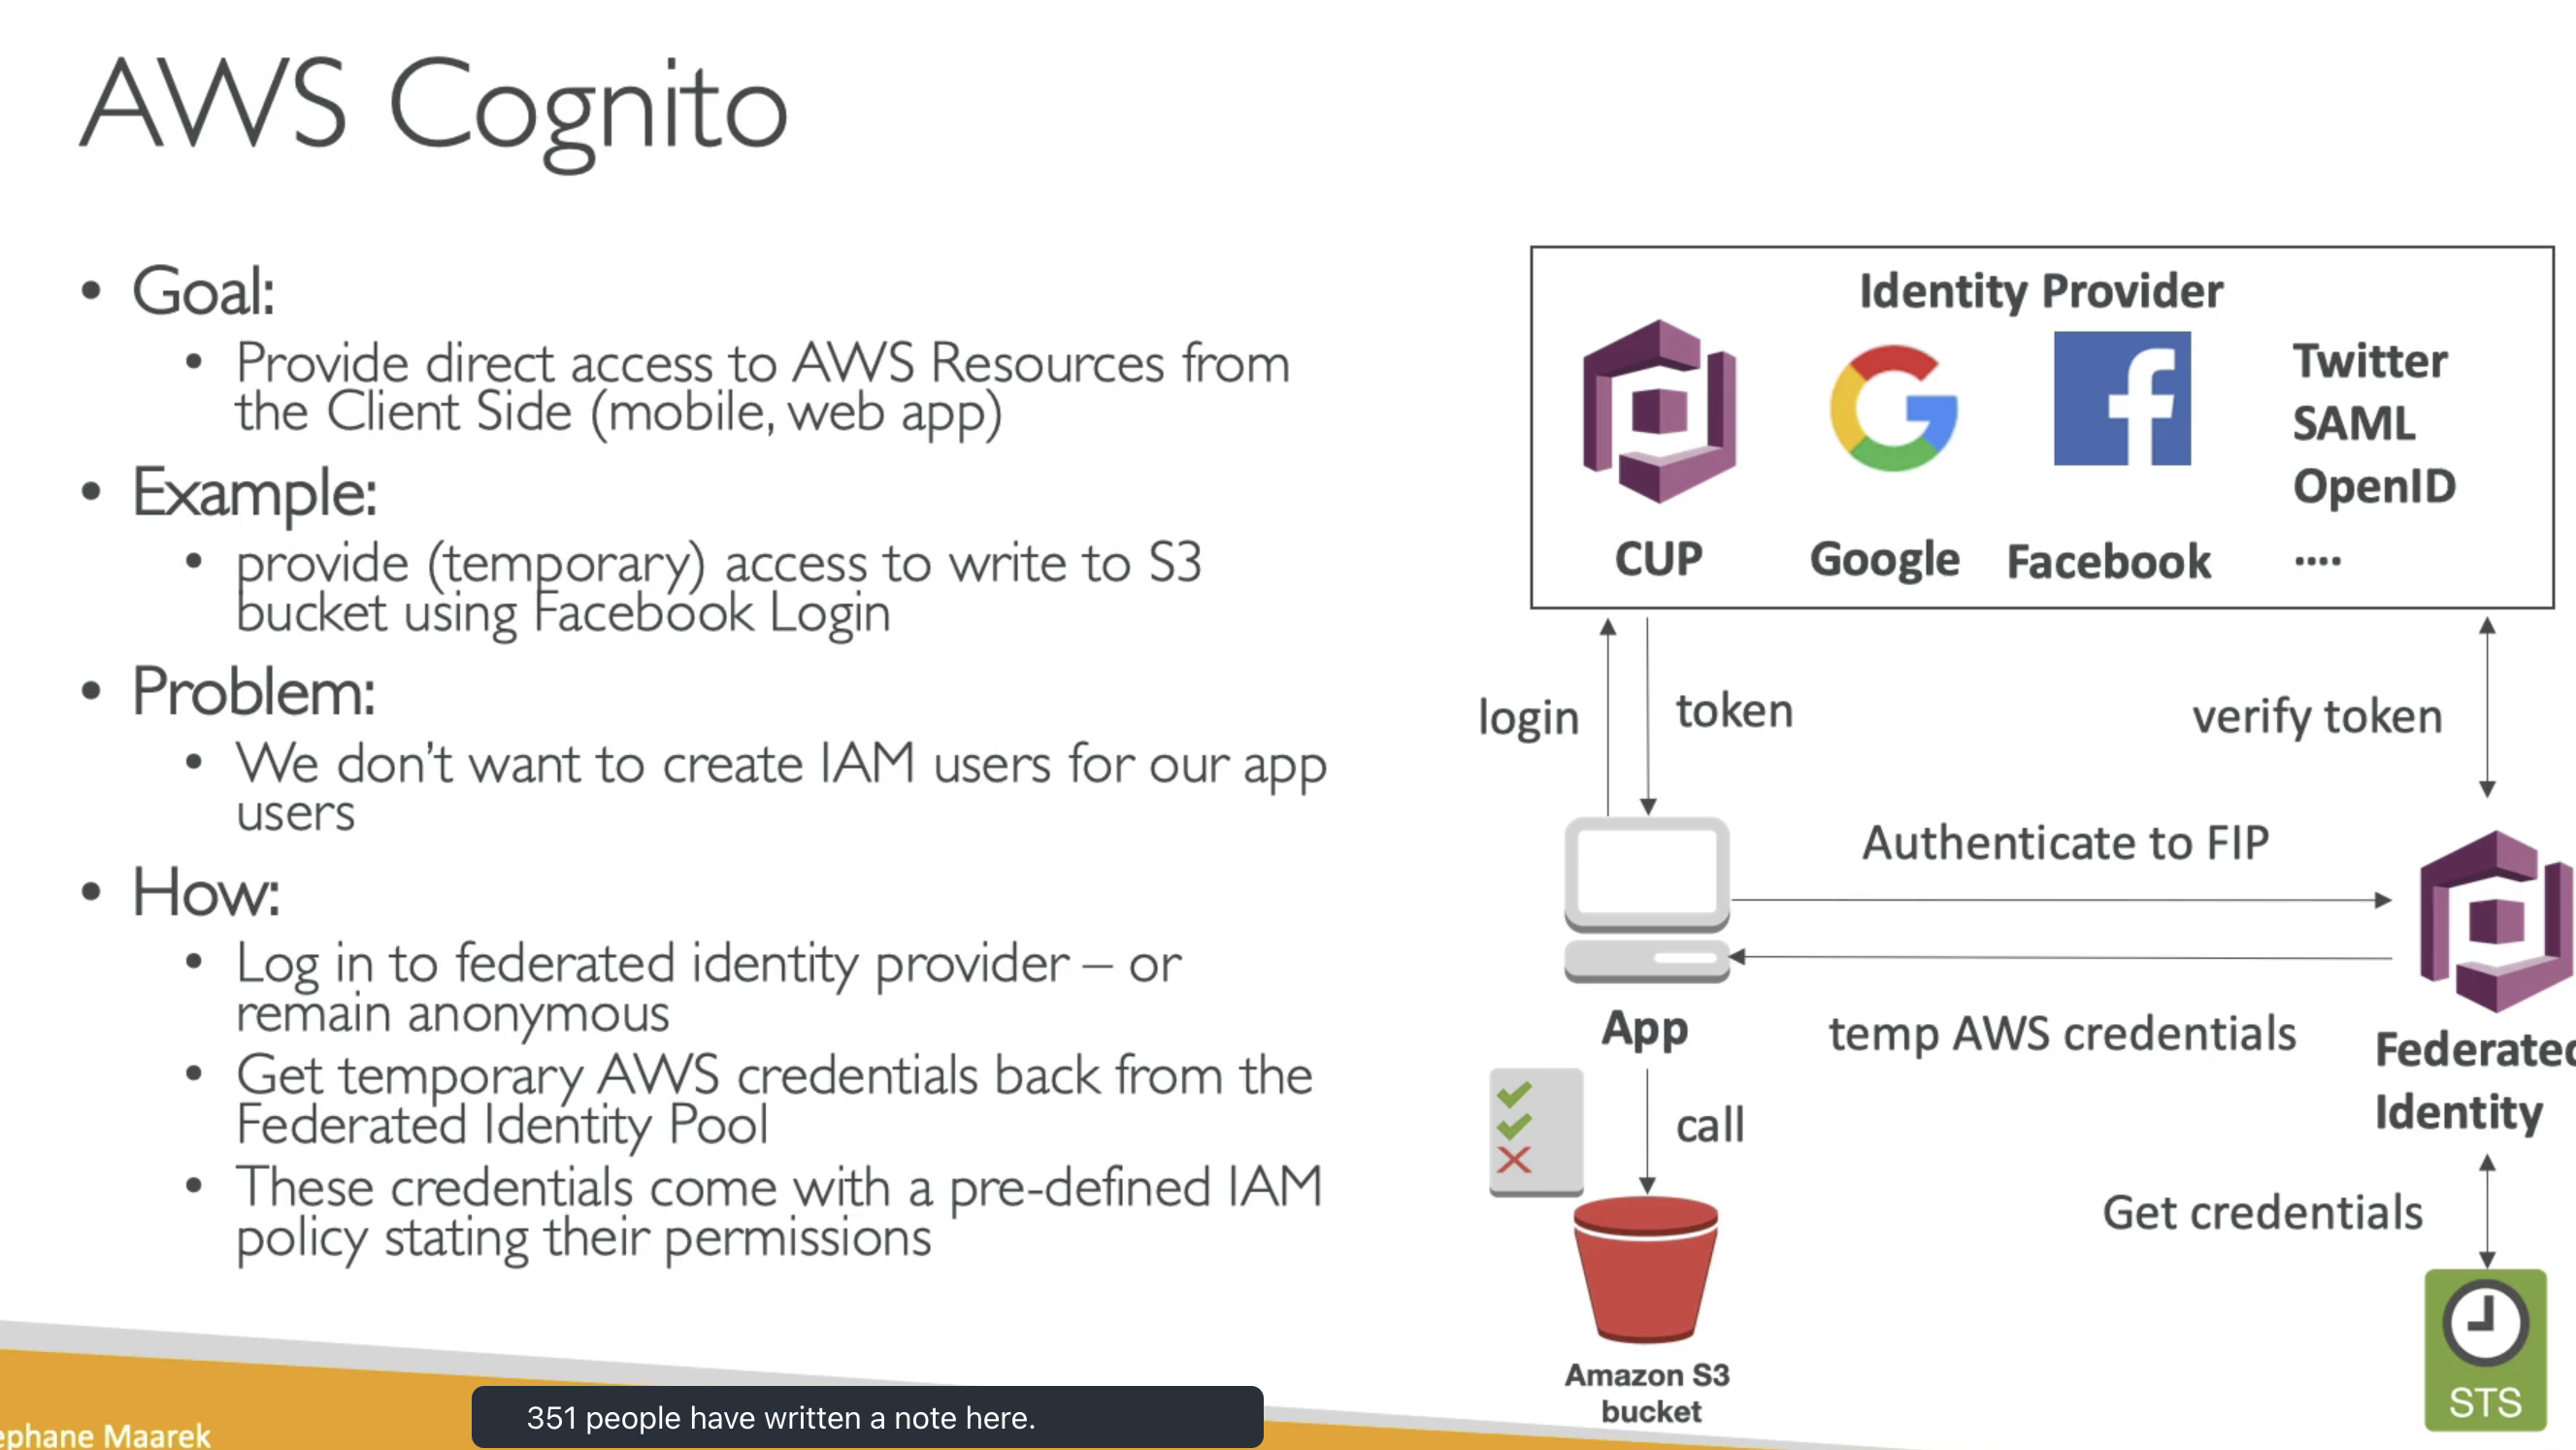 AWS Cognito
• Goal:
• Provide direct access to AWS Resources from
the Client Side (mobile, web app)
• Example:
• provide (temporary) access to write to S3
bucket using Facebook Login
• Problem:
• We don't want to create IAM users for our app
users
• How:
• Log in to federated identity provider – or
remain anonymous
• Get temporary AWS credentials back from the
Federated Identity Pool
• These credentials come with a pre-defined IAM
policy stating their permissions
Identity Provider
Twitter
SAML
OpenID
....
CUP
Google
Facebook
login
token
verify token
Authenticate to FIP
App
temp AWS credentials
Federated
Identity
call
Get credentials
Amazon S3
bucket
STS
ephane Maarek
351 people have written a note here.